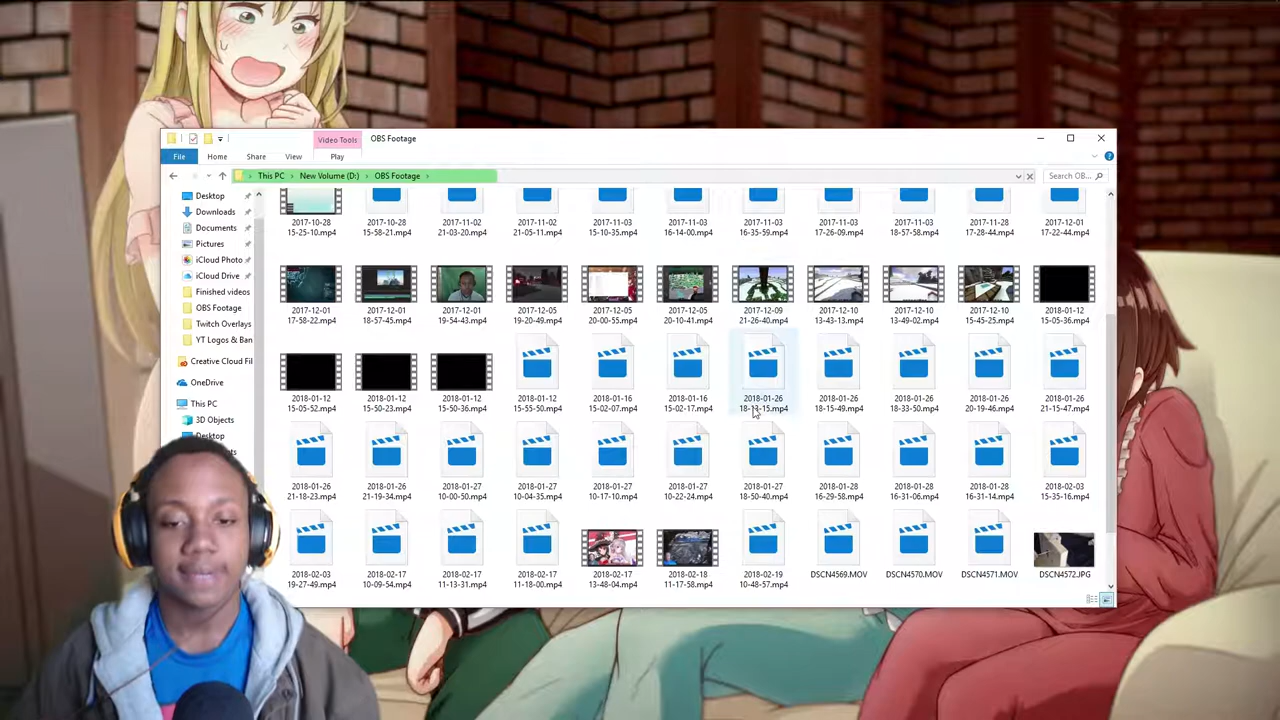 Video Tools
OBS Footage
File
Home
Share
View
Play
This PC
New Volume (D:)
OBS Footage
Search OB...
Desktop
Downloads
Documents
Pictures
iCloud Photo
iCloud Drive
Finished videos
OBS Footage
Twitch Overlays
YT Logos & Ban
Creative Cloud Fil
OneDrive
This PC
3D Objects
Desktop
2017-10-28 15-25-10.mp4
2017-10-28 15-58-21.mp4
2017-11-02 21-03-20.mp4
2017-11-02 21-05-11.mp4
2017-11-03 15-10-35.mp4
2017-11-03 16-14-00.mp4
2017-11-03 16-35-59.mp4
2017-11-03 17-26-09.mp4
2017-11-03 18-57-58.mp4
2017-11-28 17-28-44.mp4
2017-12-01 17-22-44.mp4
2017-12-01 17-58-22.mp4
2017-12-01 18-57-45.mp4
2017-12-01 19-54-43.mp4
2017-12-05 19-20-49.mp4
2017-12-05 20-00-55.mp4
2017-12-05 20-10-41.mp4
2017-12-09 21-26-40.mp4
2017-12-10 13-43-13.mp4
2017-12-10 13-49-02.mp4
2017-12-10 15-45-25.mp4
2018-01-12 15-05-36.mp4
2018-01-12 15-05-52.mp4
2018-01-12 15-50-23.mp4
2018-01-12 15-50-36.mp4
2018-01-12 15-55-50.mp4
2018-01-16 15-02-07.mp4
2018-01-16 15-02-17.mp4
2018-01-26 18-13-15.mp4
2018-01-26 18-15-49.mp4
2018-01-26 18-33-50.mp4
2018-01-26 20-19-46.mp4
2018-01-26 21-15-47.mp4
2018-01-26 21-18-23.mp4
2018-01-26 21-19-34.mp4
2018-01-27 10-00-50.mp4
2018-01-27 10-04-35.mp4
2018-01-27 10-17-10.mp4
2018-01-27 10-22-24.mp4
2018-01-27 18-50-40.mp4
2018-01-28 16-29-58.mp4
2018-01-28 16-31-06.mp4
2018-01-28 16-31-14.mp4
2018-02-03 15-35-16.mp4
2018-02-03 19-27-49.mp4
2018-02-17 10-09-54.mp4
2018-02-17 11-13-31.mp4
2018-02-17 11-18-00.mp4
2018-02-17 13-48-04.mp4
2018-02-18 11-17-58.mp4
2018-02-19 10-48-57.mp4
DSCN4569.MOV
DSCN4570.MOV
DSCN4571.MOV
DSCN4572.JPG